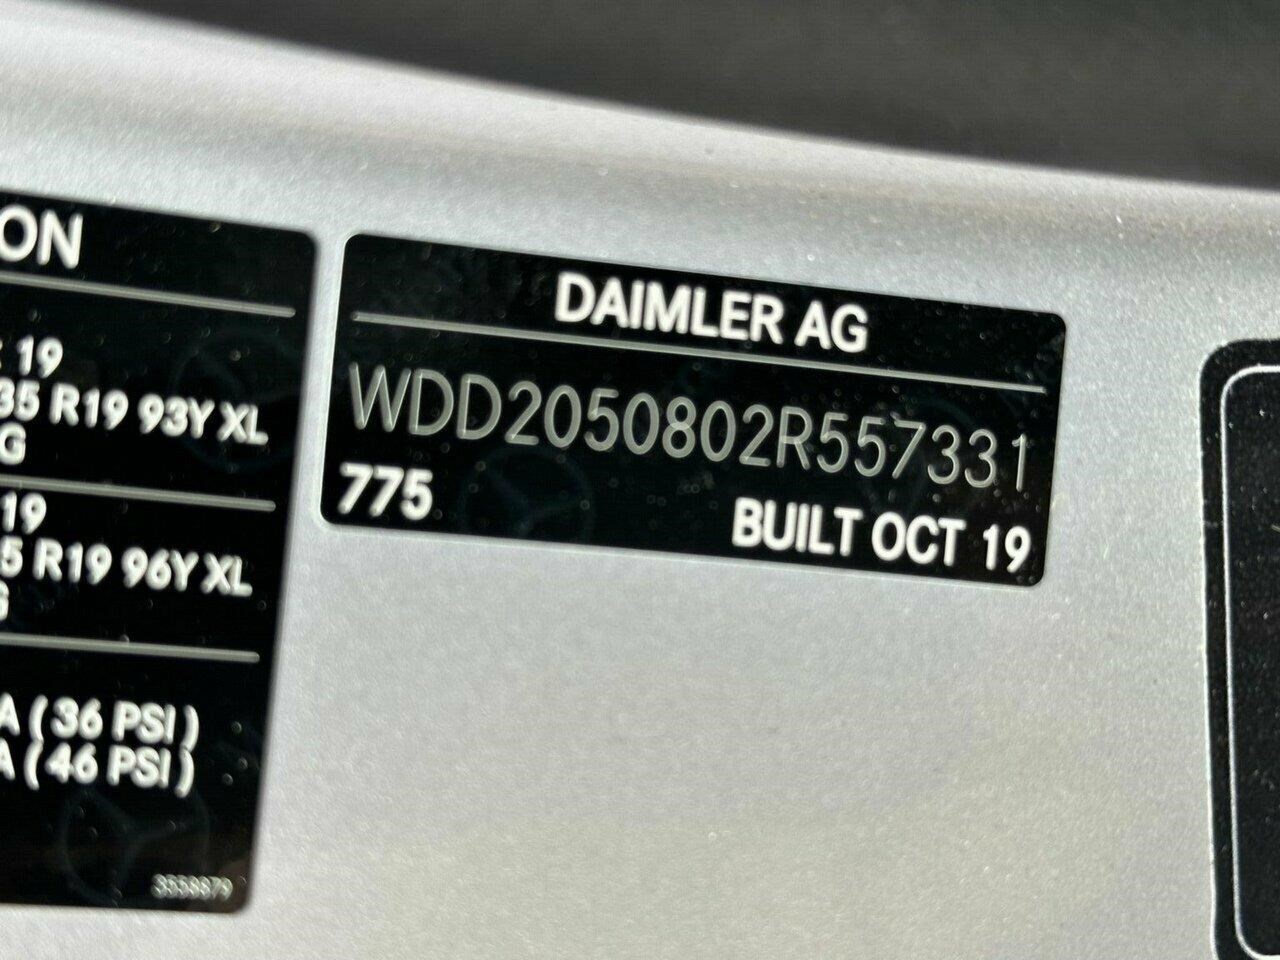 ON
19
35 R19 93Y XL
G
19
5 R19 96Y XL
A ( 36 PSI )
A ( 46 PSI )
3558879
DAIMLER AG
WDD2050802R557331
775 BUILT OCT 19